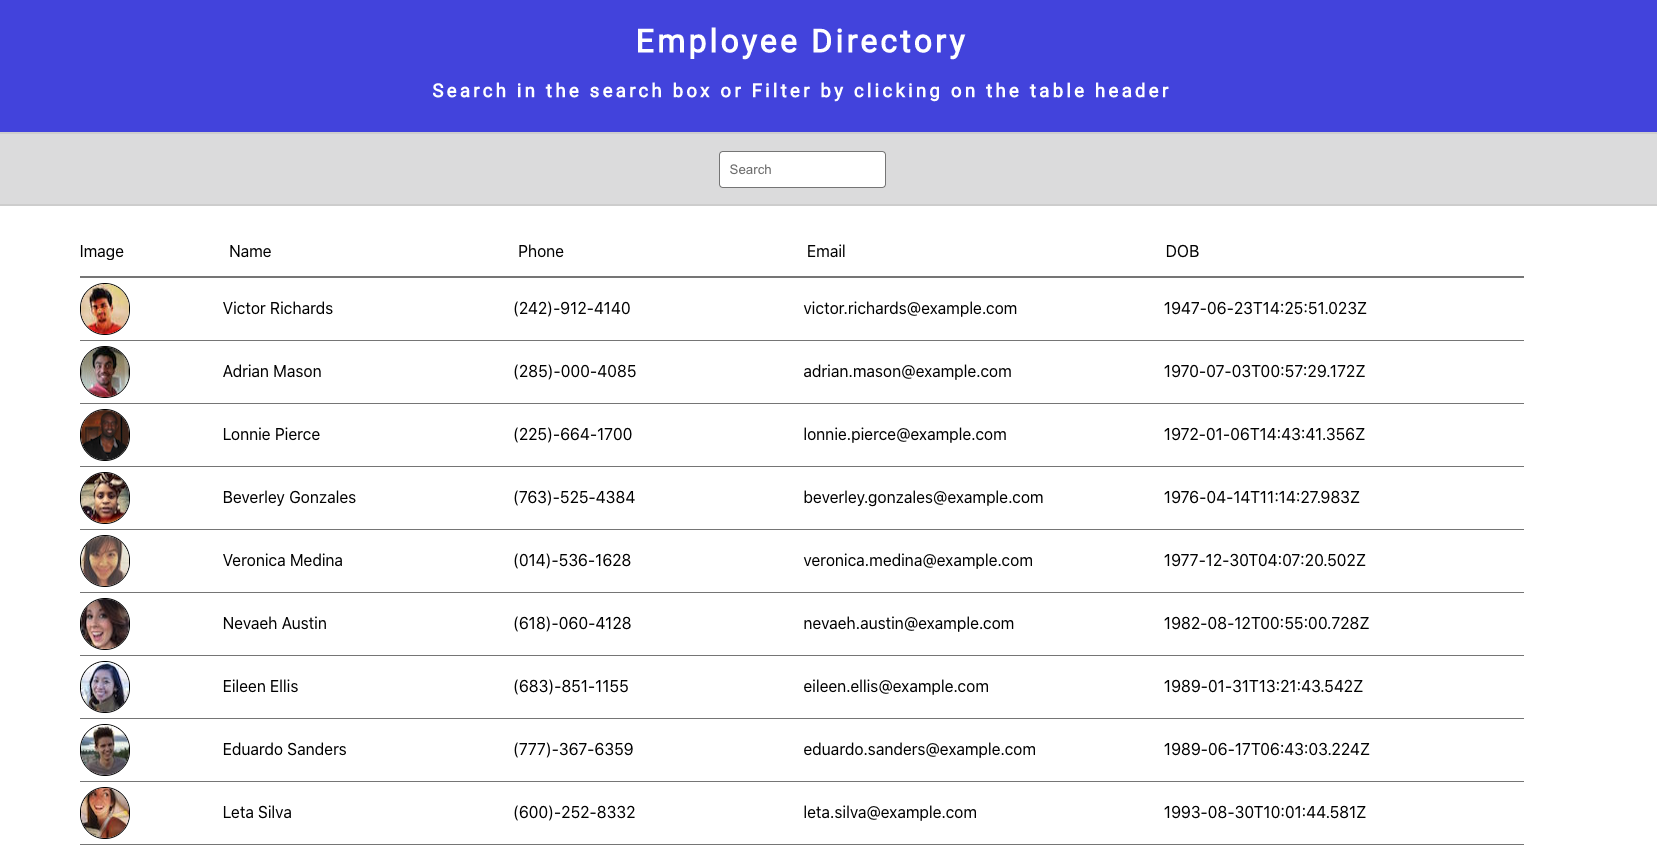 Employee Directory
Search in the search box or Filter by clicking on the table header
Search
Image Name Phone Email DOB
Victor Richards (242)-912-4140 victor.richards@example.com 1947-06-23T14:25:51.023Z
Adrian Mason (285)-000-4085 adrian.mason@example.com 1970-07-03T00:57:29.172Z
Lonnie Pierce (225)-664-1700 lonnie.pierce@example.com 1972-01-06T14:43:41.356Z
Beverley Gonzales (763)-525-4384 beverley.gonzales@example.com 1976-04-14T11:14:27.983Z
Veronica Medina (014)-536-1628 veronica.medina@example.com 1977-12-30T04:07:20.502Z
Nevaeh Austin (618)-060-4128 nevaeh.austin@example.com 1982-08-12T00:55:00.728Z
Eileen Ellis (683)-851-1155 eileen.ellis@example.com 1989-01-31T13:21:43.542Z
Eduardo Sanders (777)-367-6359 eduardo.sanders@example.com 1989-06-17T06:43:03.224Z
Leta Silva (600)-252-8332 leta.silva@example.com 1993-08-30T10:01:44.581Z